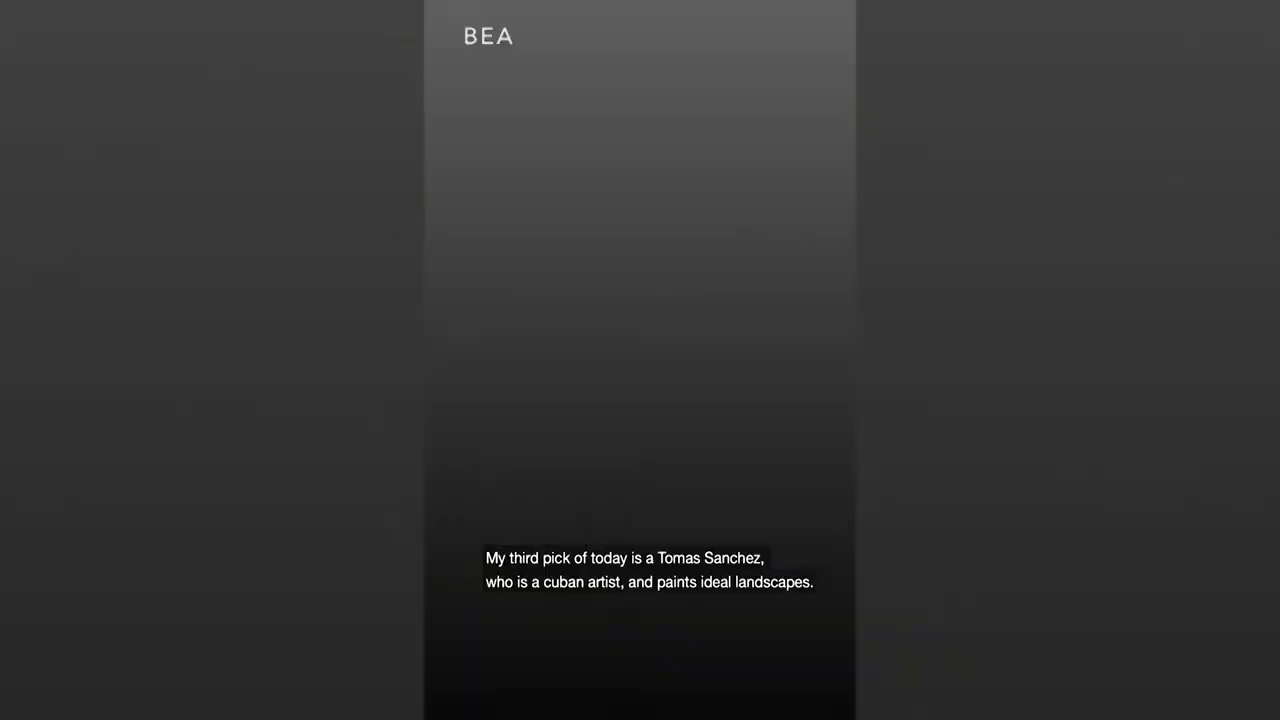 BEA
My third pick of today is a Tomas Sanchez,
who is a cuban artist, and paints ideal landscapes.